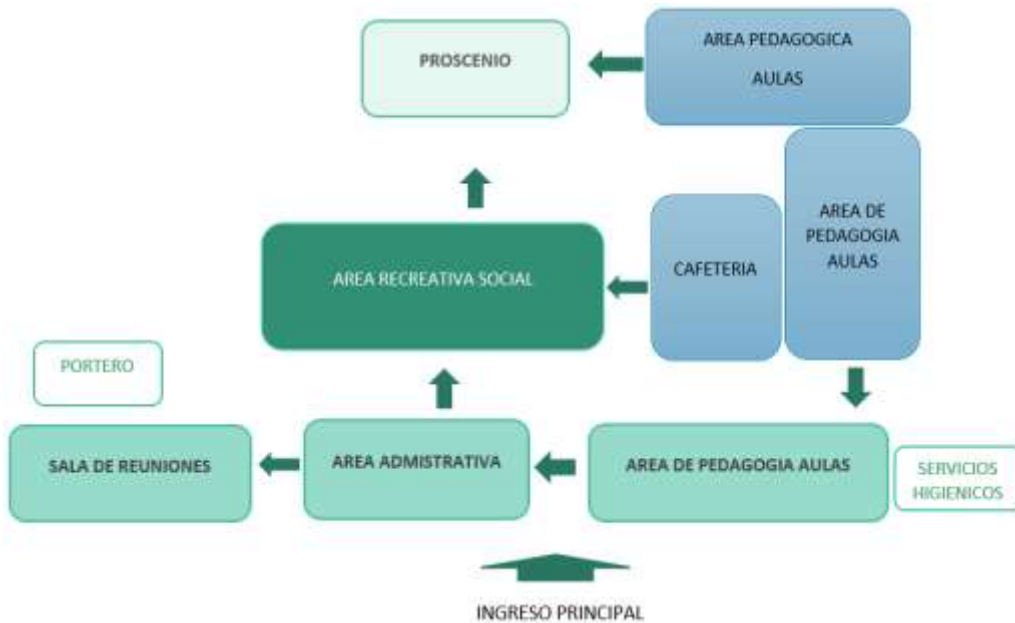 PROSCENIO
AREA PEDAGOGICA
AULAS
AREA RECREATIVA SOCIAL
CAFETERIA
AREA DE
PEDAGOGIA
AULAS
PORTERO
SALA DE REUNIONES
AREA ADMISTRATIVA
AREA DE PEDAGOGIA AULAS
SERVICIOS
HIGIENICOS
INGRESO PRINCIPAL